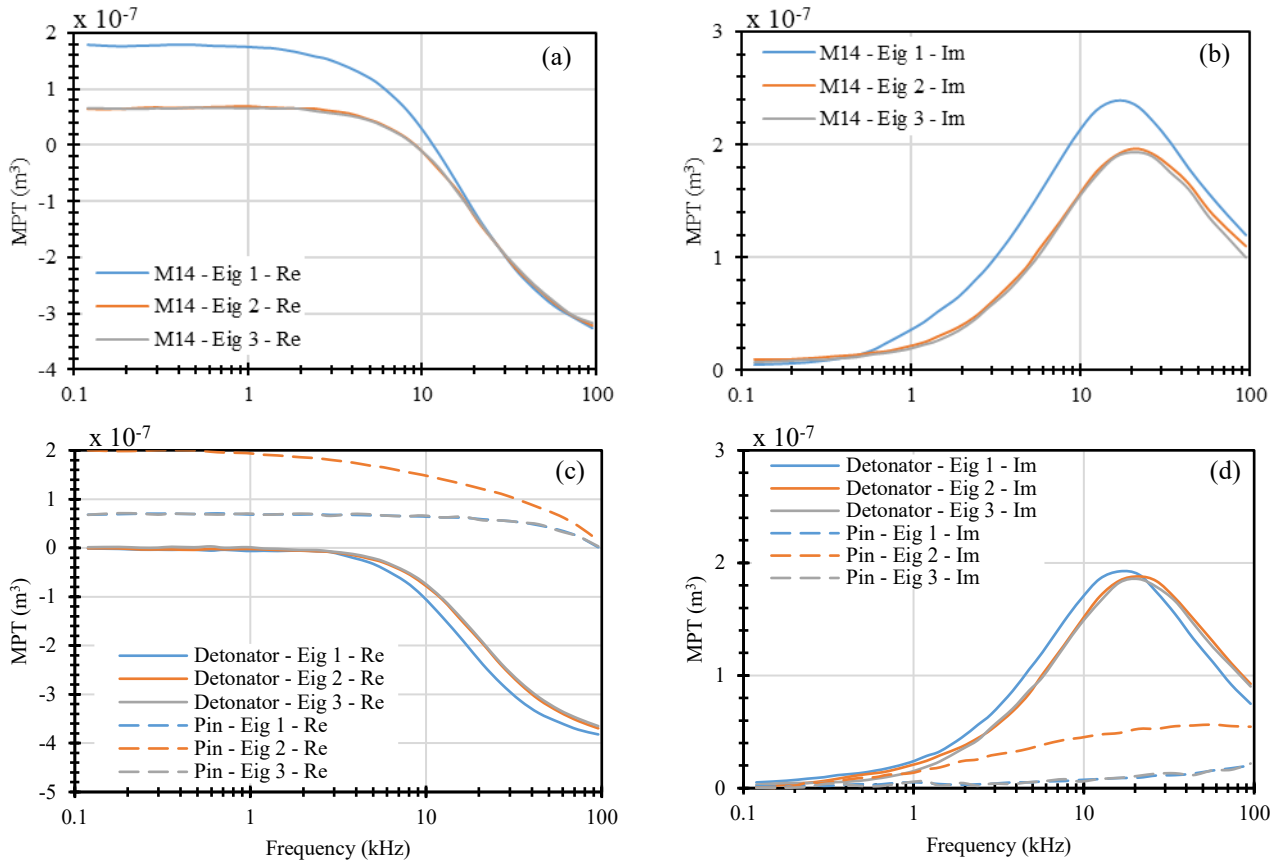 x 10-7
2
1
0
-1
-2
-3
-4
MPT (m³)
(a)
M14 - Eig 1 - Re
M14 - Eig 2 - Re
M14 - Eig 3 - Re
0.1
1
10
100
x 10-7
3
2
1
0
MPT (m³)
(b)
M14 - Eig 1 - Im
M14 - Eig 2 - Im
M14 - Eig 3 - Im
0.1
1
10
100
x 10-7
2
1
0
-1
-2
-3
-4
-5
MPT (m³)
(c)
Detonator - Eig 1 - Re
Detonator - Eig 2 - Re
Detonator - Eig 3 - Re
Pin - Eig 1 - Re
Pin - Eig 2 - Re
Pin - Eig 3 - Re
0.1
1
10
100
Frequency (kHz)
x 10-7
3
2
1
0
MPT (m³)
(d)
Detonator - Eig 1 - Im
Detonator - Eig 2 - Im
Detonator - Eig 3 - Im
Pin - Eig 1 - Im
Pin - Eig 2 - Im
Pin - Eig 3 - Im
0.1
1
10
100
Frequency (kHz)